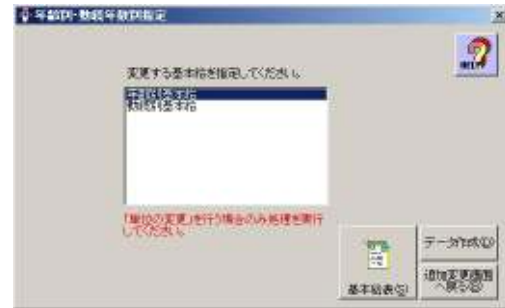 年齢別・勤続年数別指定
HELP
変更する基本給を指定してください。
年齢別基本給
勤続別基本給
「単位の変更」を行う場合のみ処理を実行
してください。
基本給表(S)
データ作成(D)
追加変更画面
へ戻る(B)